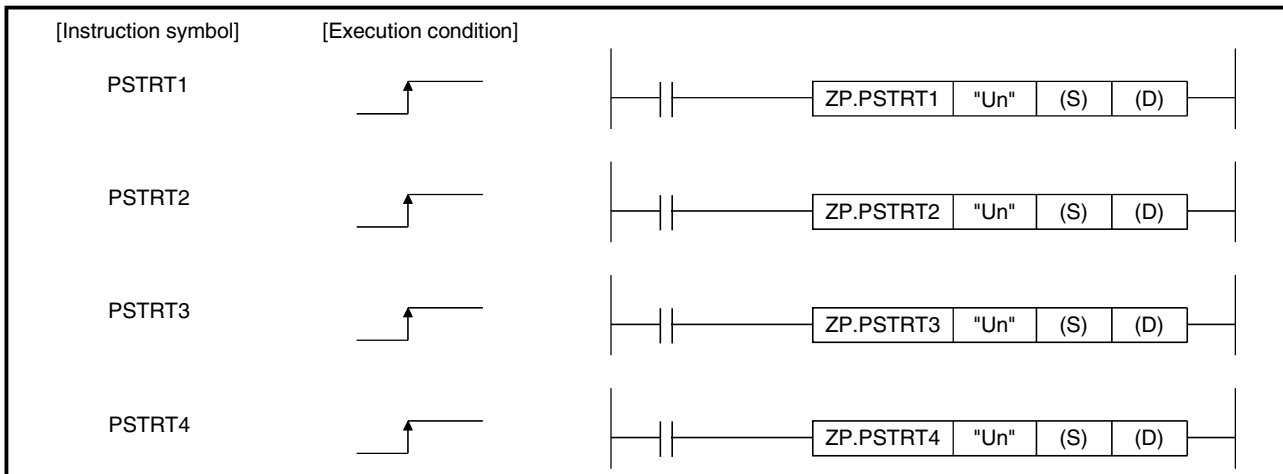 [Instruction symbol] [Execution condition]
PSTRT1 ZP.PSTRT1 "Un" (S) (D)
PSTRT2 ZP.PSTRT2 "Un" (S) (D)
PSTRT3 ZP.PSTRT3 "Un" (S) (D)
PSTRT4 ZP.PSTRT4 "Un" (S) (D)